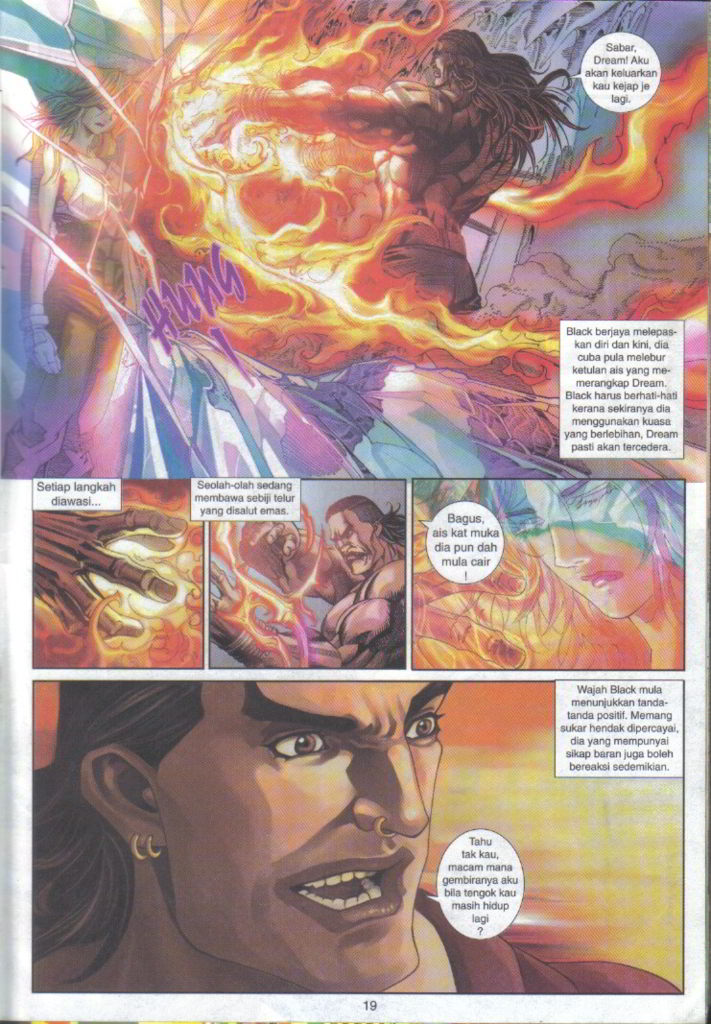 Sabar,
Dream! Aku
akan keluarkan
kau kejap je
lagi.
HUNG
!
Black berjaya melepas-
kan diri dan kini, dia
cuba pula melebur
ketulan ais yang me-
merangkap Dream.
Black harus berhati-hati
kerana sekiranya dia
menggunakan kuasa
yang berlebihan, Dream
pasti akan tercedera.
Setiap langkah
diawasi...
Seolah-olah sedang
membawa sebiji telur
yang disalut emas.
Bagus,
ais kat muka
dia pun dah
mula cair
!
Wajah Black mula
menunjukkan tanda-
tanda positif. Memang
sukar hendak dipercayai,
dia yang mempunyai
sikap baran juga boleh
bereaksi sedemikian.
Tahu
tak kau,
macam mana
gembiranya aku
bila tengok kau
masih hidup
lagi
?
19